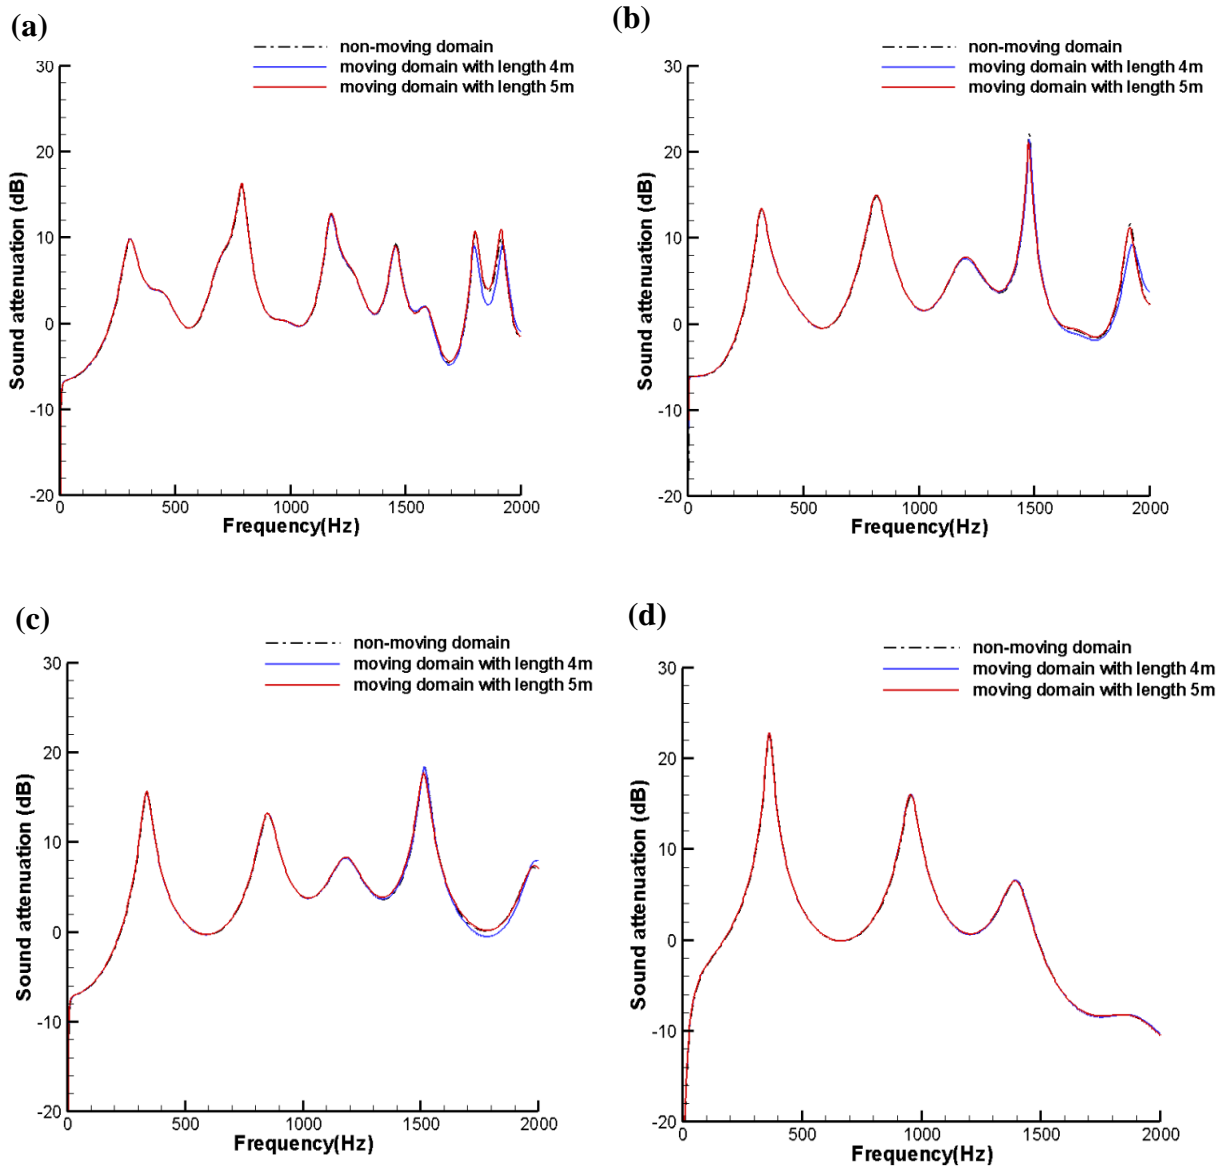 (a)
non-moving domain
moving domain with length 4m
moving domain with length 5m
30
20
10
0
-10
-20
Sound attenuation (dB)
0 500 1000 1500 2000
Frequency(Hz)
(b)
non-moving domain
moving domain with length 4m
moving domain with length 5m
30
20
10
0
-10
-20
Sound attenuation (dB)
0 500 1000 1500 2000
Frequency(Hz)
(c)
non-moving domain
moving domain with length 4m
moving domain with length 5m
30
20
10
0
-10
-20
Sound attenuation (dB)
0 500 1000 1500 2000
Frequency(Hz)
(d)
non-moving domain
moving domain with length 4m
moving domain with length 5m
30
20
10
0
-10
-20
Sound attenuation (dB)
0 500 1000 1500 2000
Frequency(Hz)